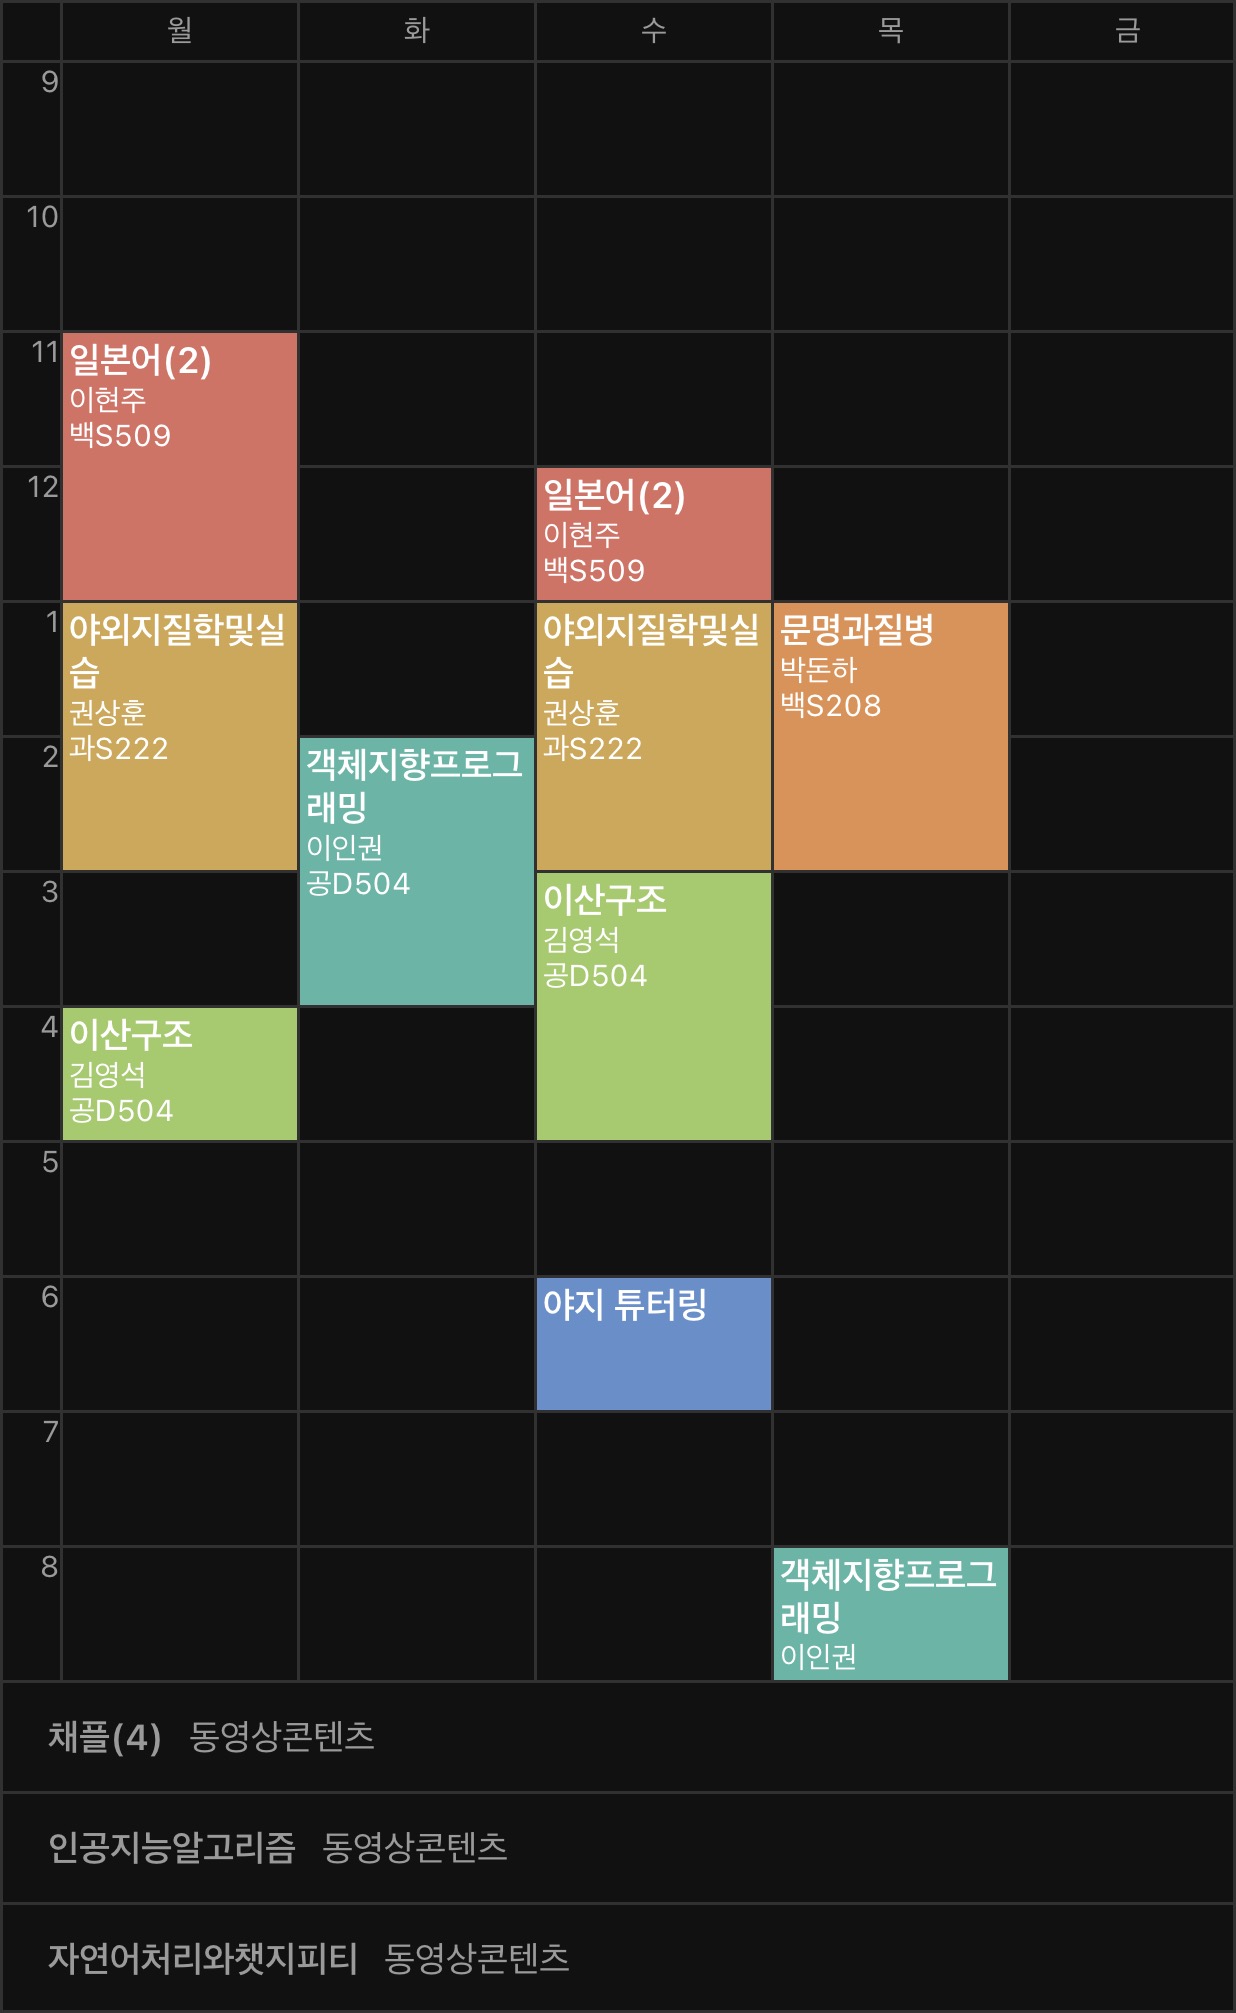 월 화 수 목 금
9
10
11
일본어(2)
이현주
백S509
12
일본어(2)
이현주
백S509
1
야외지질학및실
습
권상훈
과S222
야외지질학및실
습
권상훈
과S222
문명과질병
박돈하
백S208
2
객체지향프로그
래밍
이인권
공D504
3
이산구조
김영석
공D504
4
이산구조
김영석
공D504
5
6
야지 튜터링
7
8
객체지향프로그
래밍
이인권
채플(4) 동영상콘텐츠
인공지능알고리즘 동영상콘텐츠
자연어처리와챗지피티 동영상콘텐츠